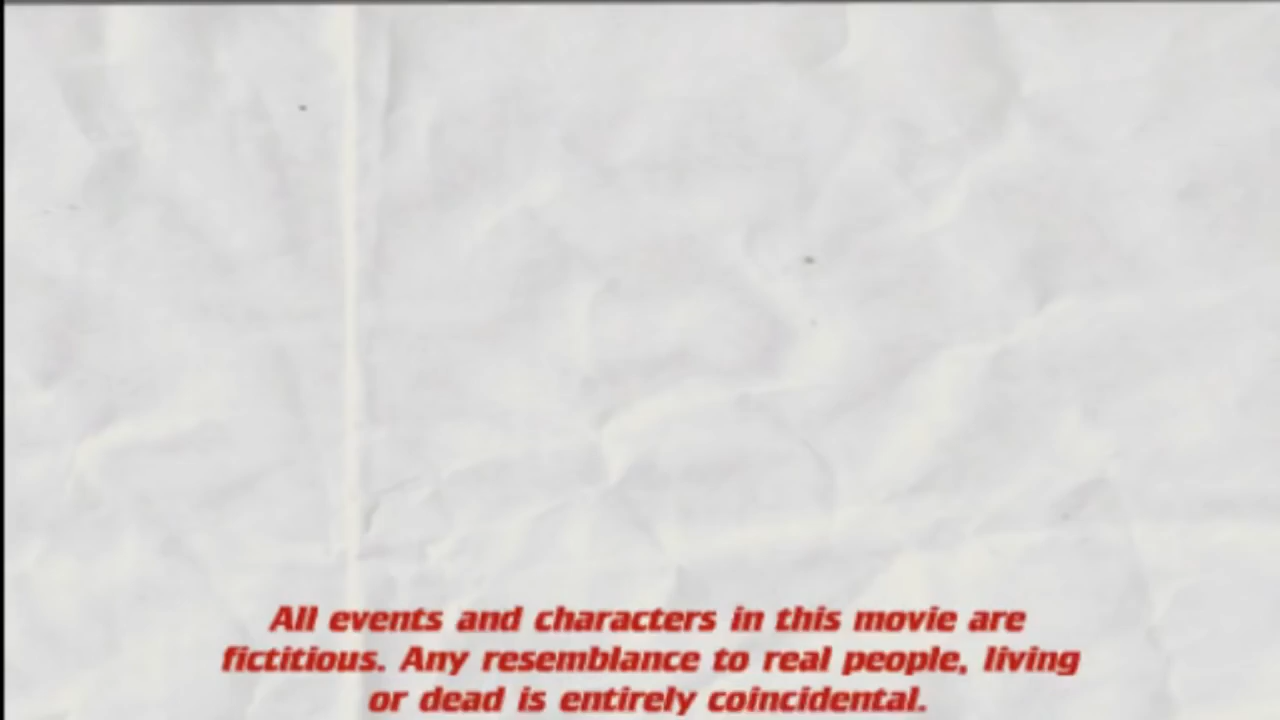 All events and characters in this movie are
fictitious. Any resemblance to real people, living
or dead is entirely coincidental.